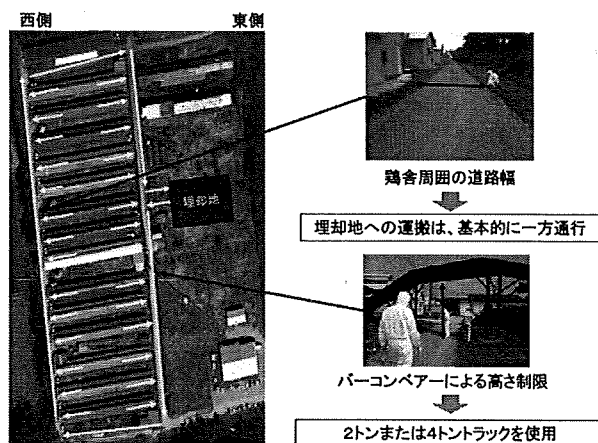 西側
東側
埋却地
鶏舎周囲の道路幅
埋却地への運搬は、基本的に一方通行
バーコンベアーによる高さ制限
2トンまたは4トントラックを使用